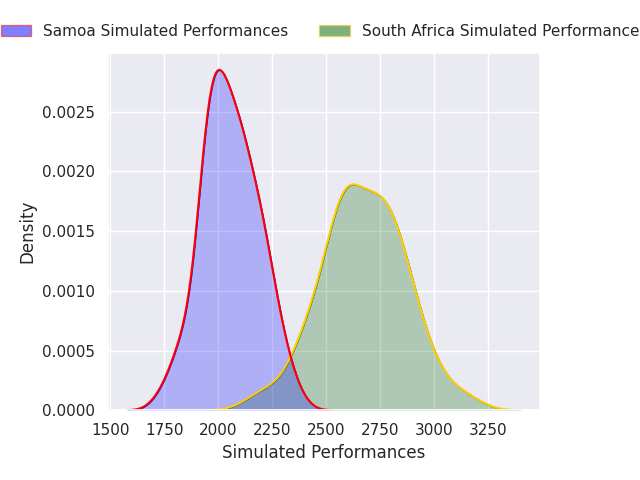 Samoa Simulated Performances South Africa Simulated Performance
0.0025
0.0020
0.0015
0.0010
0.0005
0.0000
Density
1500 1750 2000 2250 2500 2750 3000 3250
Simulated Performances